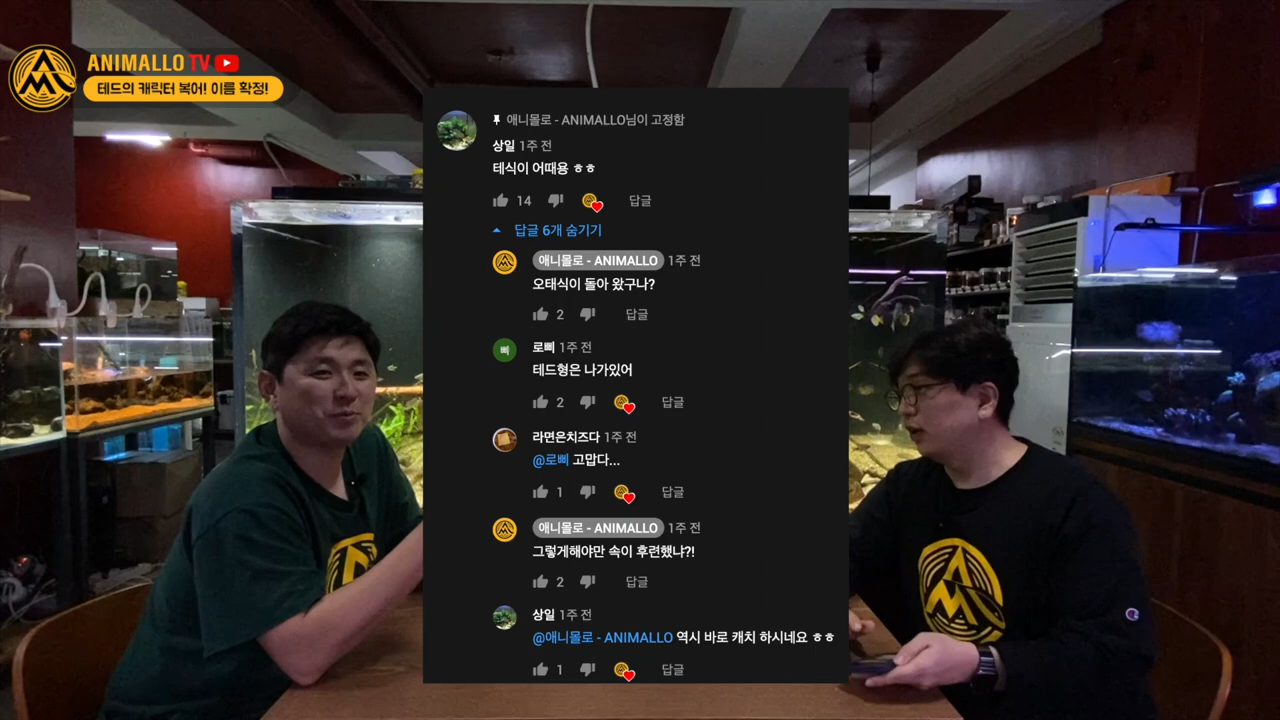 ANIMALLO TV
테드의 캐릭터 복어! 이름 확정!
애니몰로 - ANIMALLO님이 고정함
상일 1주 전
테식이 어때용 ㅎㅎ
14 답글
답글 6개 숨기기
애니몰로 - ANIMALLO 1주 전
오태식이 돌아 왔구나?
2 답글
삐 로삐 1주 전
테드형은 나가있어
2 답글
라면은치즈다 1주 전
@로삐 고맙다...
1 답글
애니몰로 - ANIMALLO 1주 전
그렇게해야만 속이 후련했냐?!
2 답글
상일 1주 전
@애니몰로 - ANIMALLO 역시 바로 캐치 하시네요 ㅎㅎ
1 답글